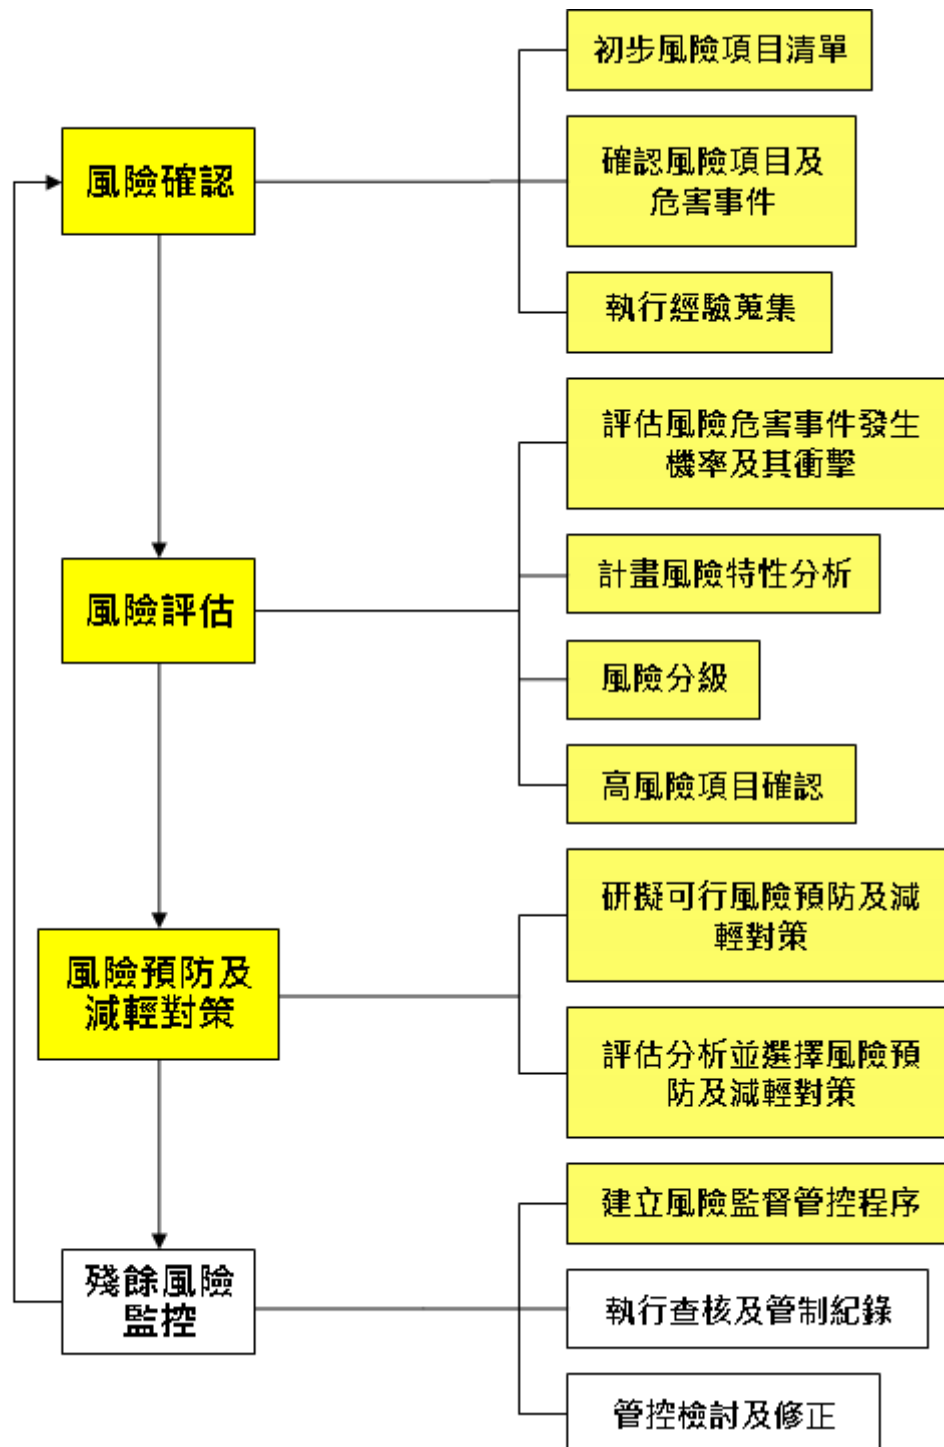 初步風險項目清單
風險確認
確認風險項目及
危害事件
執行經驗蒐集
評估風險危害事件發生
機率及其衝擊
計畫風險特性分析
風險評估
風險分級
高風險項目確認
研擬可行風險預防及減
輕對策
風險預防及
減輕對策
評估分析並選擇風險預
防及減輕對策
建立風險監督管控程序
殘餘風險
監控
執行查核及管制紀錄
管控檢討及修正